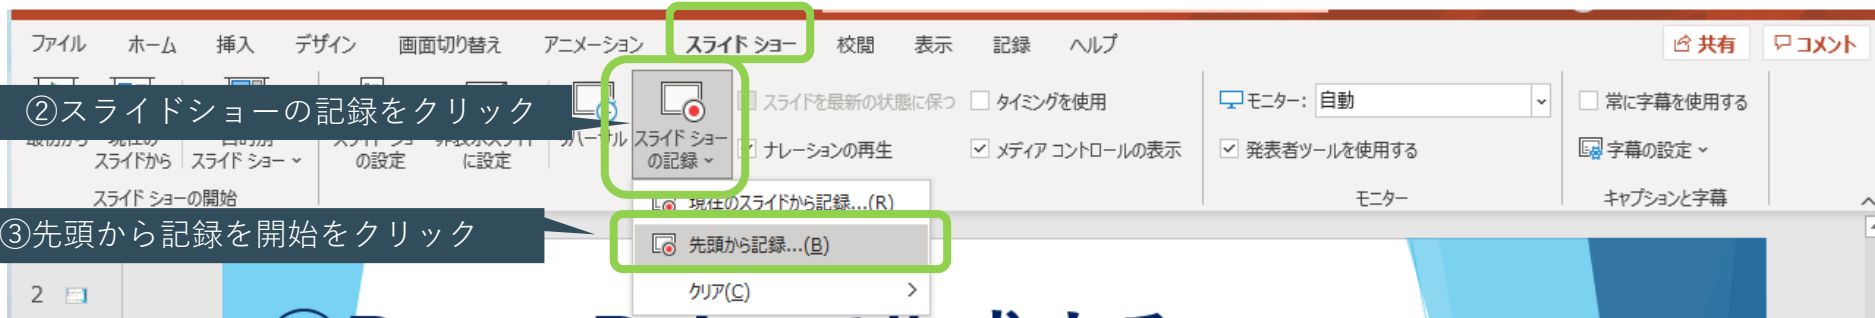 ファイル ホーム 挿入 デザイン 画面切り替え アニメーション スライド ショー 校閲 表示 記録 ヘルプ 共有 コメント
②スライドショーの記録をクリック
スライド ショー の記録
スライドを最新の状態に保つ タイミングを使用 モニター: 自動 常に字幕を使用する
ナレーションの再生 メディア コントロールの表示 発表者ツールを使用する 字幕の設定
スライドから スライド ショー の設定 に設定
スライド ショーの開始 モニター キャプションと字幕
現在のスライドから記録...(R)
③先頭から記録を開始をクリック
先頭から記録...(B)
クリア(C)
2